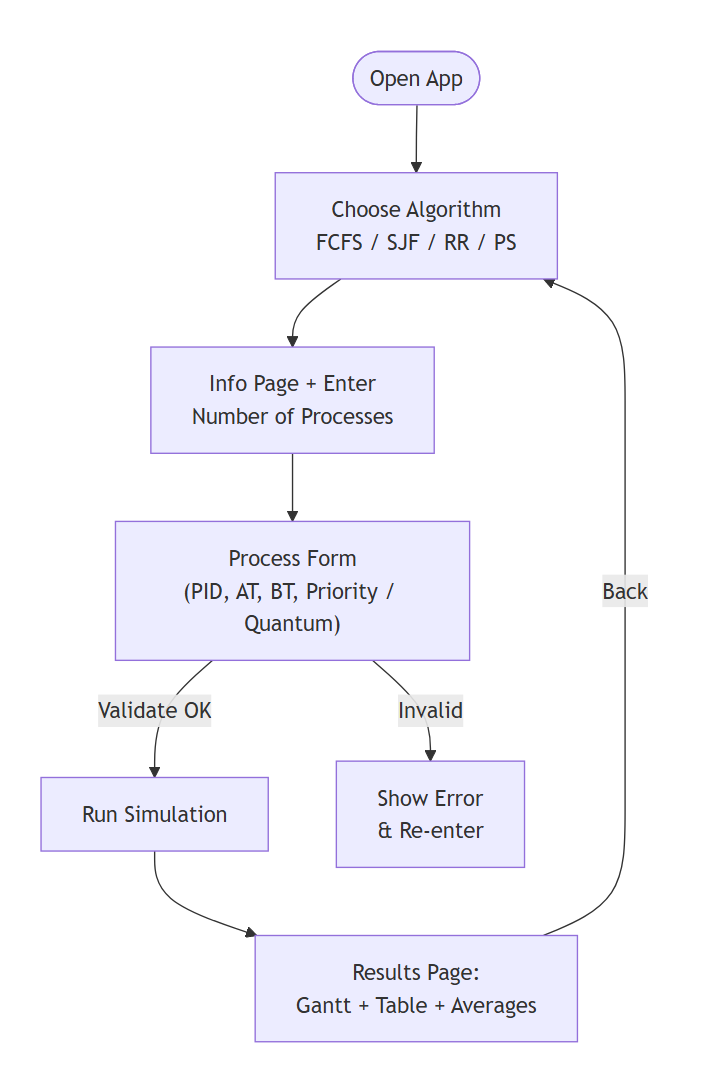 Open App
Choose Algorithm
FCFS / SJF / RR / PS
Info Page + Enter
Number of Processes
Process Form
(PID, AT, BT, Priority /
Quantum)
Back
Validate OK
Invalid
Run Simulation
Show Error
& Re-enter
Results Page:
Gantt + Table + Averages